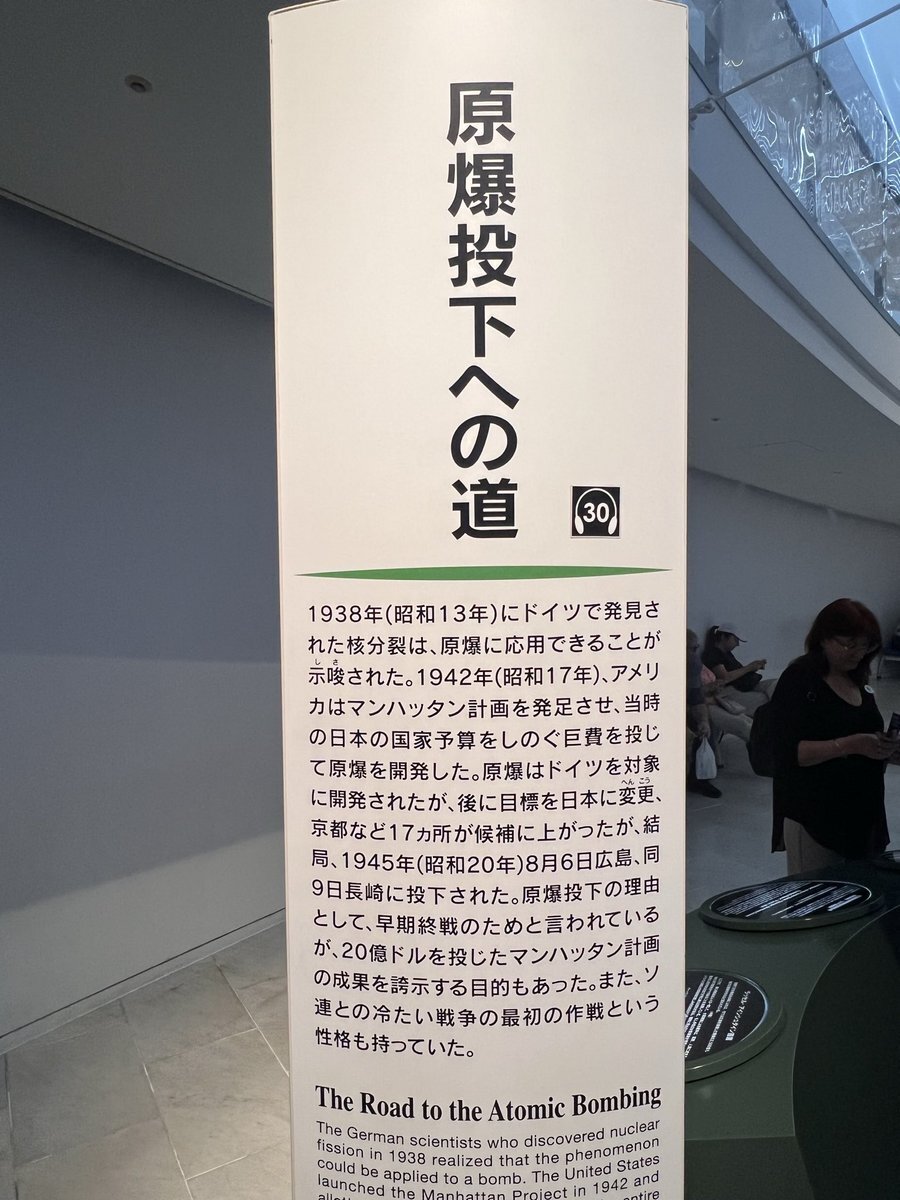 原爆投下への道
30
1938年(昭和13年)にドイツで発見さ
れた核分裂は、原爆に応用できることが
しさ
示唆された。1942年(昭和17年)、アメリ
カはマンハッタン計画を発足させ、当時
の日本の国家予算をしのぐ巨費を投じ
て原爆を開発した。原爆はドイツを対象
へんこう
に開発されたが、後に目標を日本に変更、
京都など17ヵ所が候補に上がったが、結
局、1945年(昭和20年)8月6日広島、同
9日長崎に投下された。原爆投下の理由
として、早期終戦のためと言われている
が、20億ドルを投じたマンハッタン計画
の成果を誇示する目的もあった。また、ソ
連との冷たい戦争の最初の作戦という
性格も持っていた。
The Road to the Atomic Bombing
The German scientists who discovered nuclear
fission in 1938 realized that the phenomenon
could be applied to a bomb. The United States
launched the Manhattan Project in 1942 and
entire